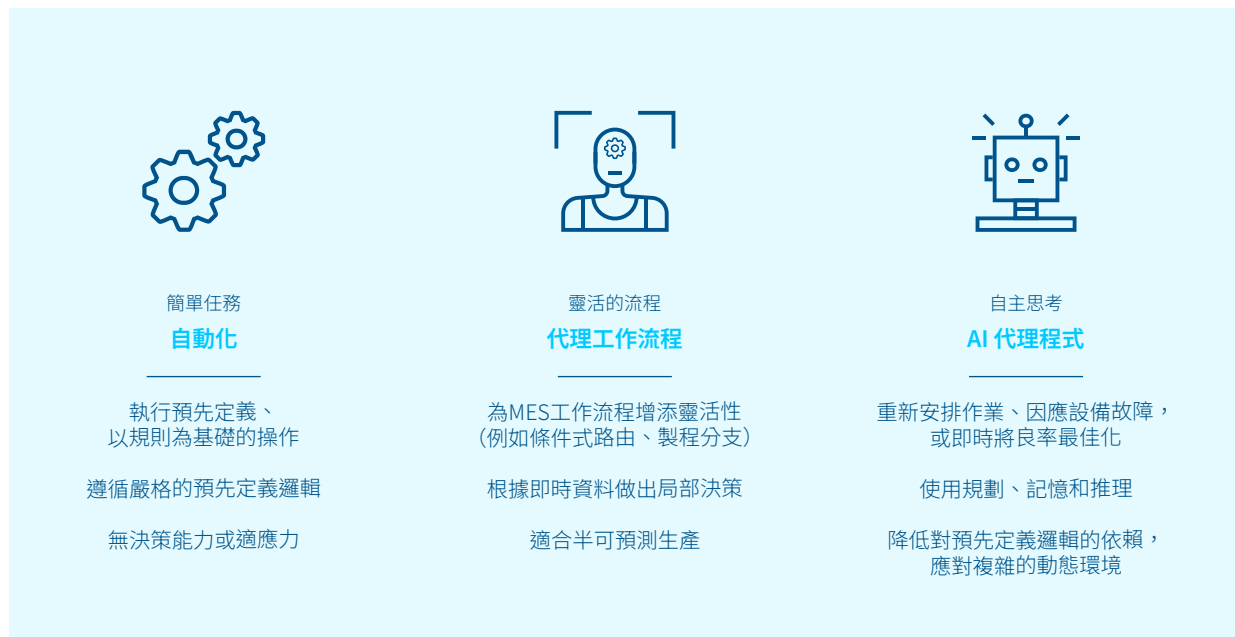 簡單任務
自動化
執行預先定義、
以規則為基礎的操作
遵循嚴格的預先定義邏輯
無決策能力或適應力
靈活的流程
代理工作流程
為MES工作流程增添靈活性
（例如條件式路由、製程分支）
根據即時資料做出局部決策
適合半可預測生產
自主思考
AI 代理程式
重新安排作業、因應設備故障，
或即時將良率最佳化
使用規劃、記憶和推理
降低對預先定義邏輯的依賴，
應對複雜的動態環境